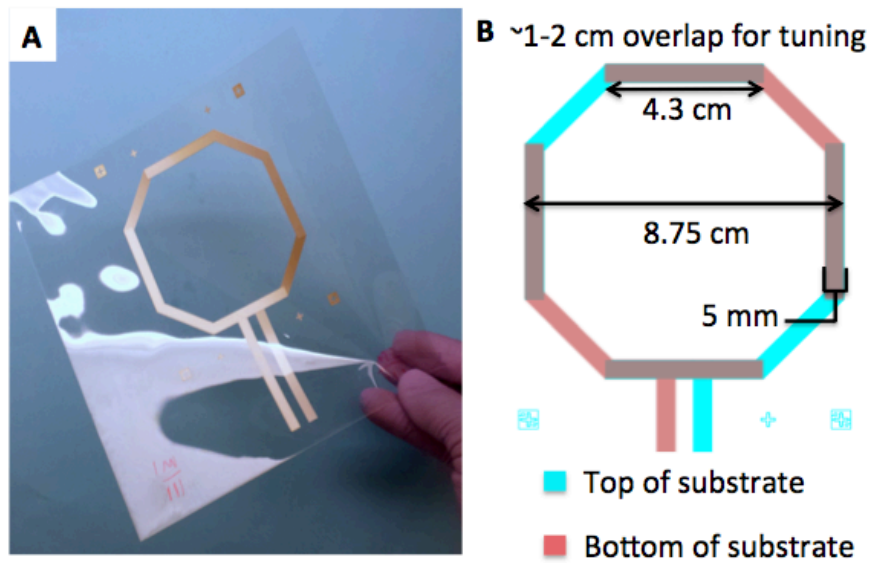 A
B ~1-2 cm overlap for tuning
4.3 cm
8.75 cm
5 mm
Top of substrate
Bottom of substrate